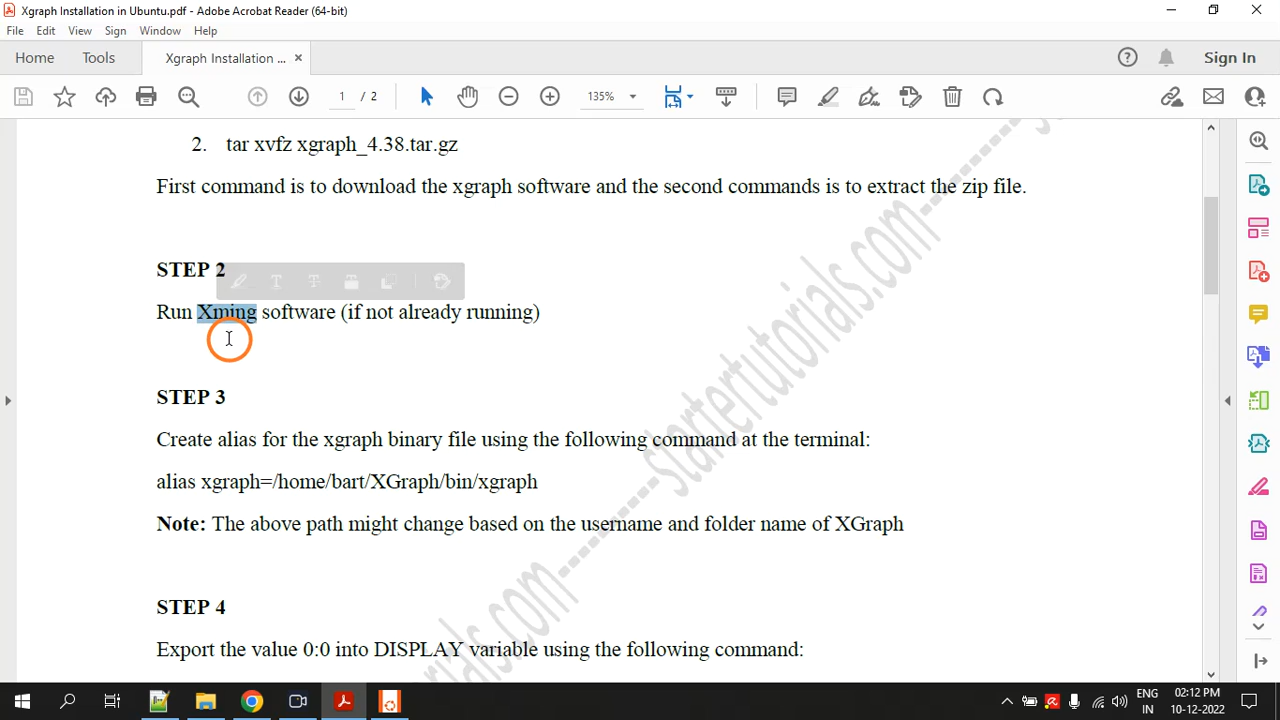 Xgraph Installation in Ubuntu.pdf - Adobe Acrobat Reader (64-bit)
File Edit View Sign Window Help
Home Tools Xgraph Installation ... × Sign In
1 / 2 135%
2. tar xvfz xgraph_4.38.tar.gz
First command is to download the xgraph software and the second commands is to extract the zip file.
STEP 2
Run Xming software (if not already running)
STEP 3
Create alias for the xgraph binary file using the following command at the terminal:
alias xgraph=/home/bart/XGraph/bin/xgraph
Note: The above path might change based on the username and folder name of XGraph
STEP 4
Export the value 0:0 into DISPLAY variable using the following command:
rials.com------startertutorials.com------
ENG 02:12 PM
IN 10-12-2022